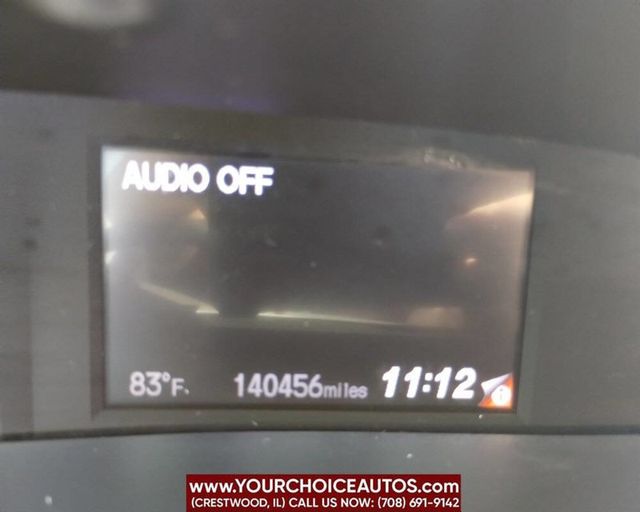 AUDIO OFF
83°F 140456miles 11:12
www.YOURCHOICEAUTOS.com
(CRESTWOOD, IL) CALL US NOW: (708) 691-9142